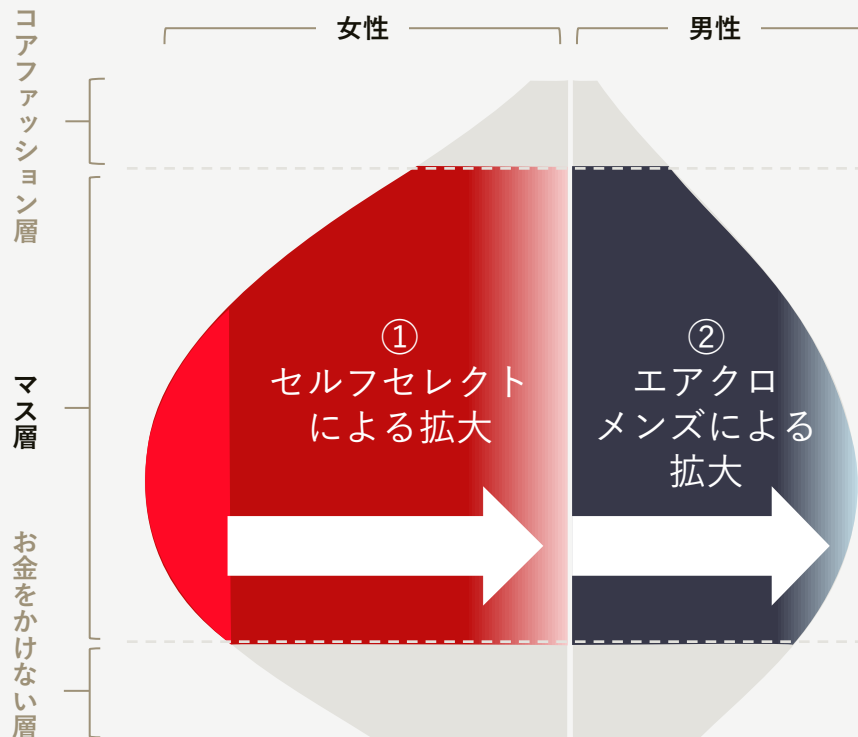 女性
男性
コアファッション層
マス層
お金をかけない層
①
セルフセレクト
による拡大
②
エアクロ
メンズによる
拡大